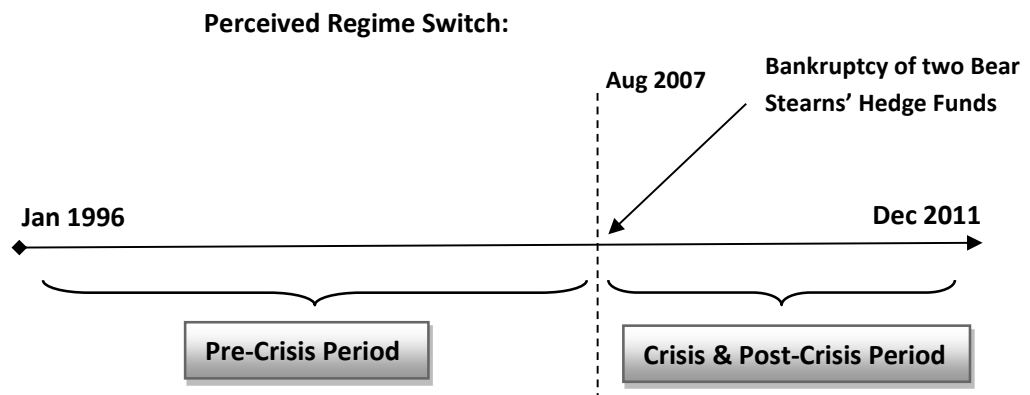 Perceived Regime Switch:
Aug 2007
Bankruptcy of two Bear
Stearns’ Hedge Funds
Jan 1996
Dec 2011
Pre-Crisis Period
Crisis & Post-Crisis Period